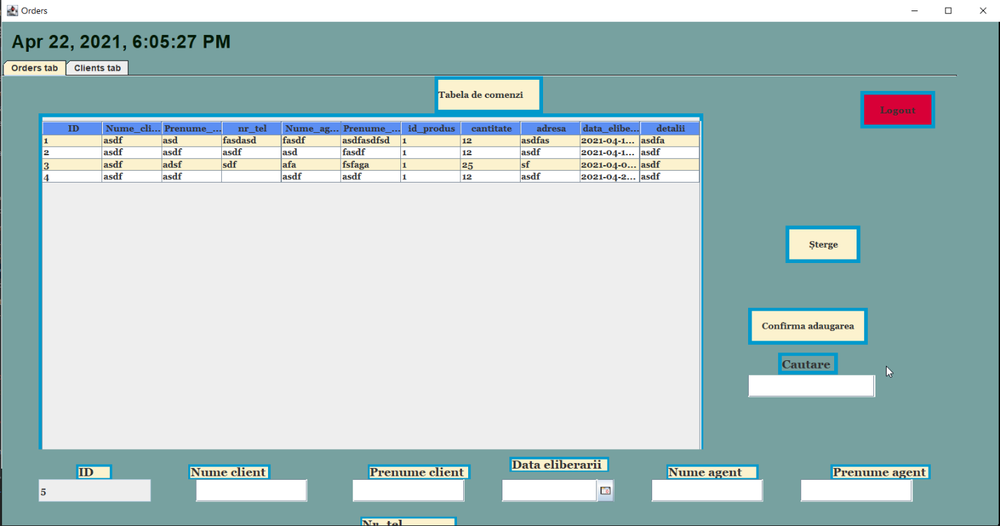 Orders
Apr 22, 2021, 6:05:27 PM
Orders tab Clients tab
Tabela de comenzi
Logout
ID Nume_cli... Prenume_... nr_tel Nume_ag... Prenume_... id_produs cantitate adresa data_elibe... detalii
1 asdf asd fasdasd fasdf asdfasdfsd 1 12 asdfas 2021-04-1... asdfa
2 asdf asdf asdf asd fasdf 1 12 asdf 2021-04-1... asdf
3 asdf adsf sdf afa fsfaga 1 25 sf 2021-04-0... asdf
4 asdf asdf asdf asdf 1 12 asdf 2021-04-2... asdf
Șterge
Confirma adaugarea
Cautare
ID Nume client Prenume client Data eliberarii Nume agent Prenume agent
5
Nr_tel